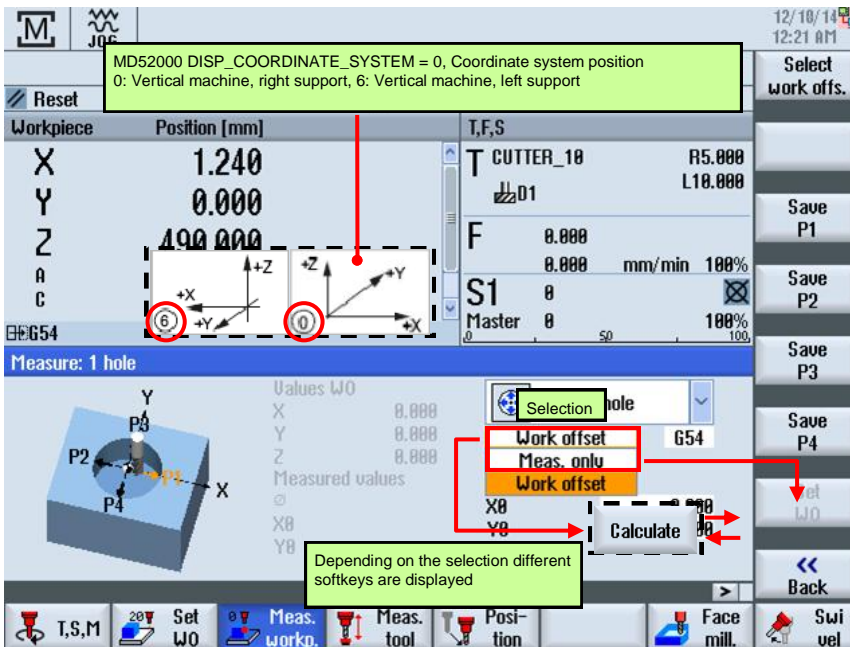 M
JOG
12/10/14
12:21 AM
MD52000 DISP_COORDINATE_SYSTEM = 0, Coordinate system position
0: Vertical machine, right support, 6: Vertical machine, left support
Select
work offs.
Reset
Workpiece Position [mm]
T,F,S
X 1.240
Y 0.000
Z 490.000
A
C
G54
+Z
+X
+Y
6
+Z
+Y
+X
0
T CUTTER_10 R5.000
D1 L10.000
F 0.000
0.000 mm/min 100%
S1 0
Master 0 100%
0 50 100
Save
P1
Save
P2
Save
P3
Save
P4
Measure: 1 hole
Y
P3
P2
P1
X
P4
Values WO
X 0.000
Y 0.000
Z 0.000
Measured values
Ø
X0
Y0
Selection
hole
Work offset G54
Meas. only
Work offset
X0
Y0
Calculate
Set
WO
Depending on the selection different
softkeys are displayed
<<
Back
>
T,S,M
Set
WO
Meas.
workp.
Meas.
tool
Posi-
tion
Face
mill.
Swi
vel